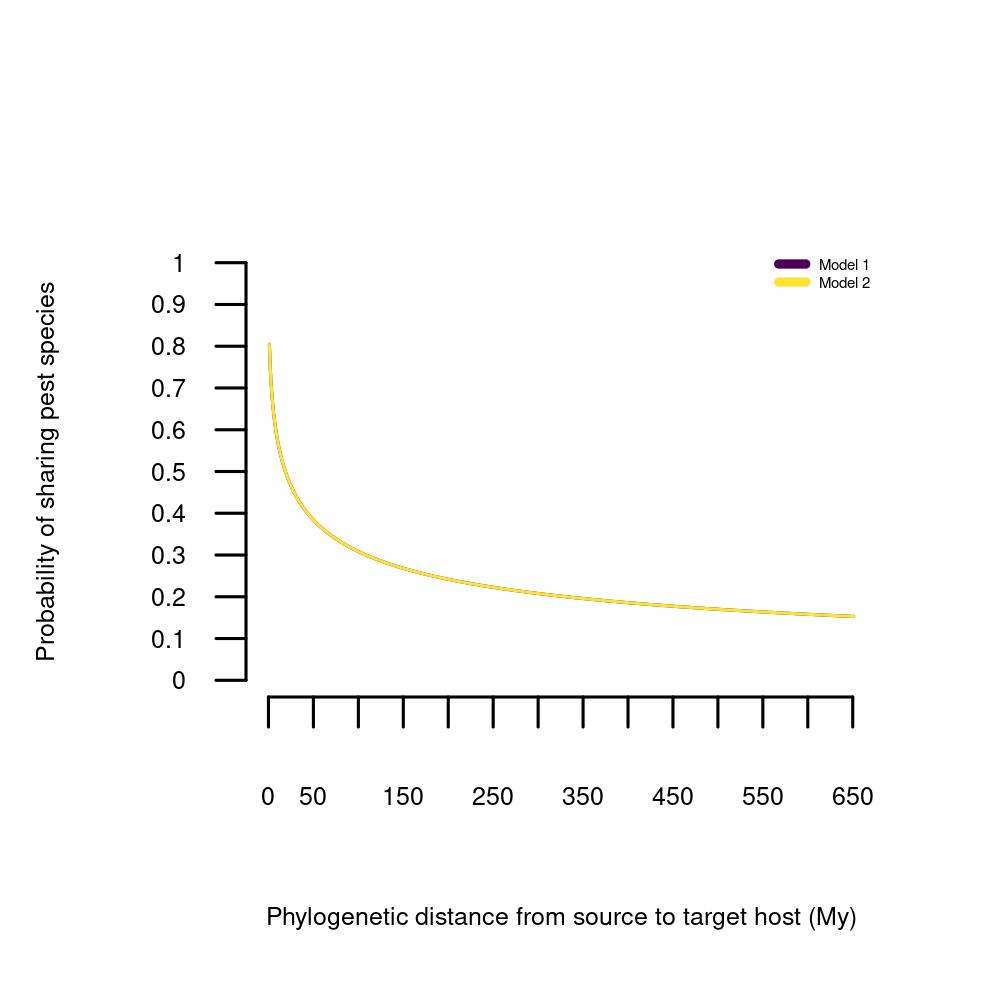 Model 1
Model 2
Probability of sharing pest species
1
0.9
0.8
0.7
0.6
0.5
0.4
0.3
0.2
0.1
0
0 50 150 250 350 450 550 650
Phylogenetic distance from source to target host (My)